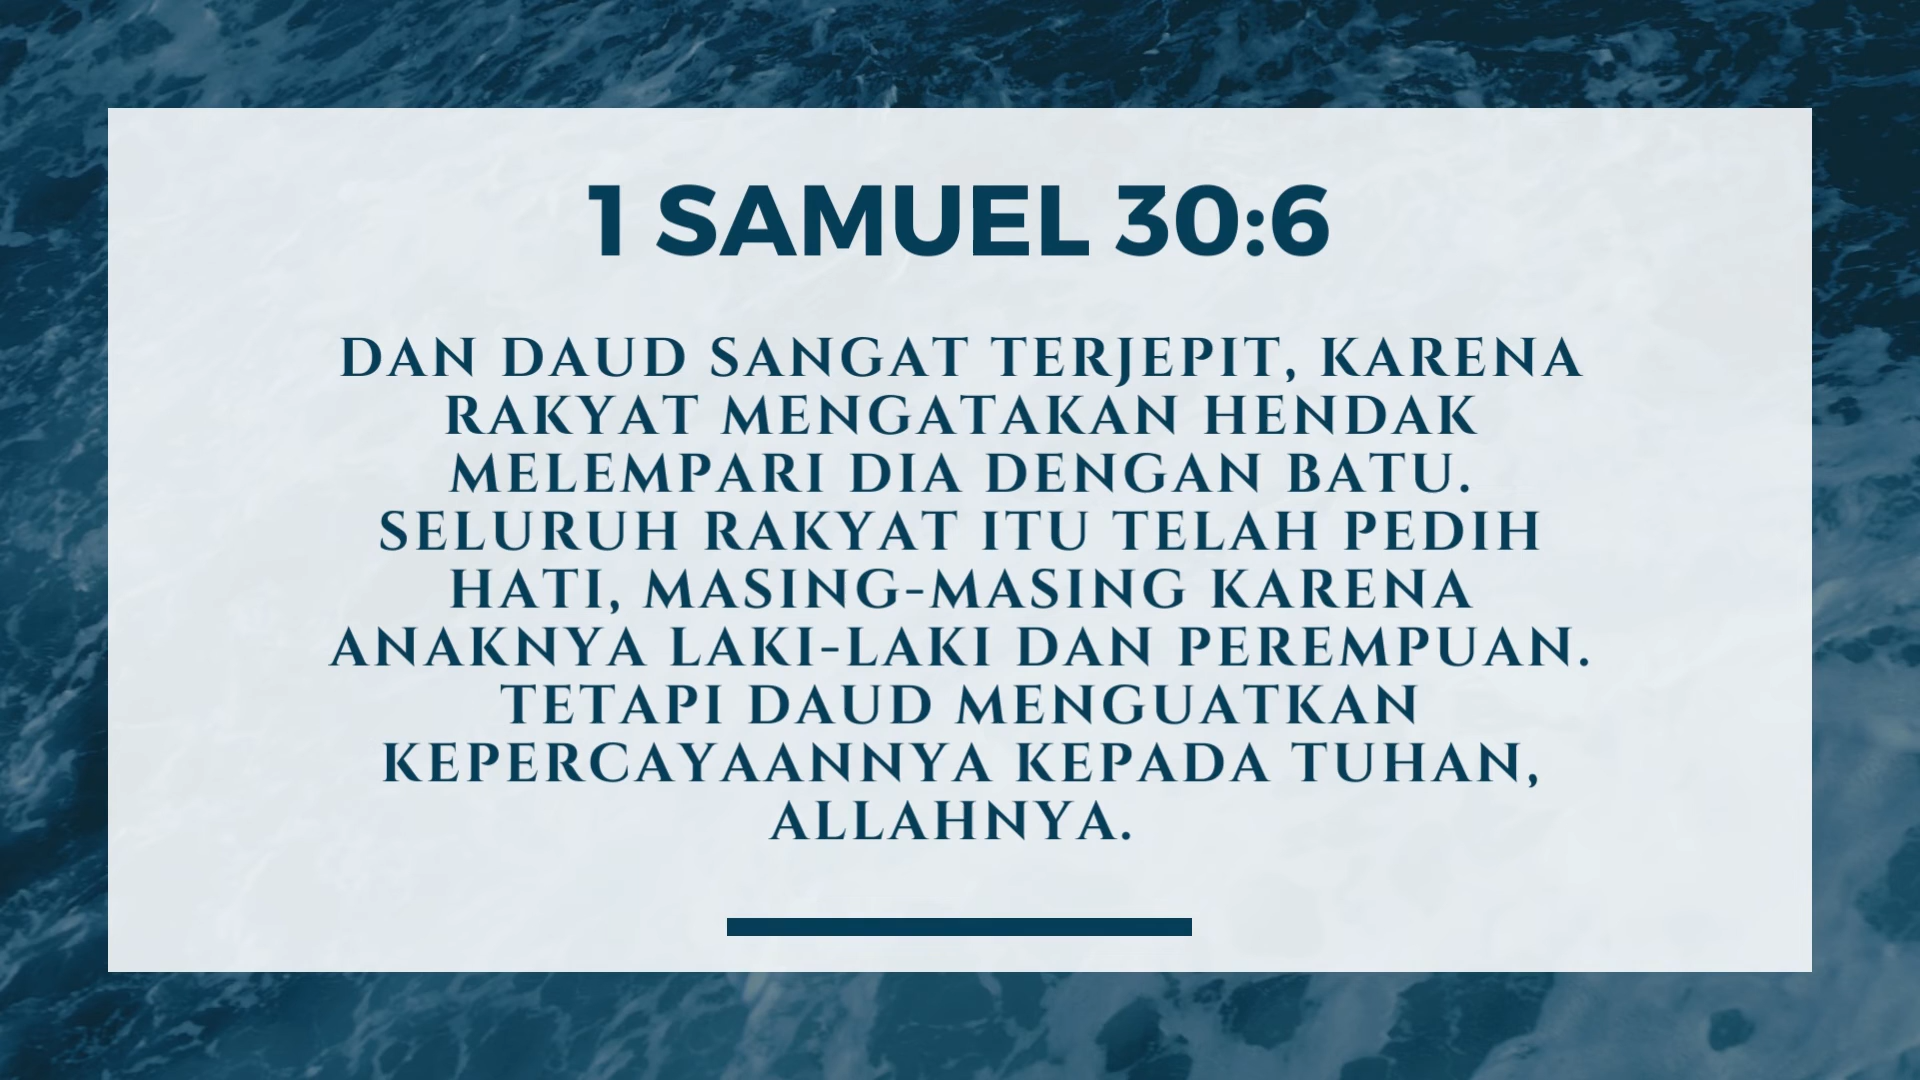 1 SAMUEL 30:6
DAN DAUD SANGAT TERJEPIT, KARENA
RAKYAT MENGATAKAN HENDAK
MELEMPARI DIA DENGAN BATU.
SELURUH RAKYAT ITU TELAH PEDIH
HATI, MASING-MASING KARENA
ANAKNYA LAKI-LAKI DAN PEREMPUAN.
TETAPI DAUD MENGUATKAN
KEPERCAYAANNYA KEPADA TUHAN,
ALLAHNYA.